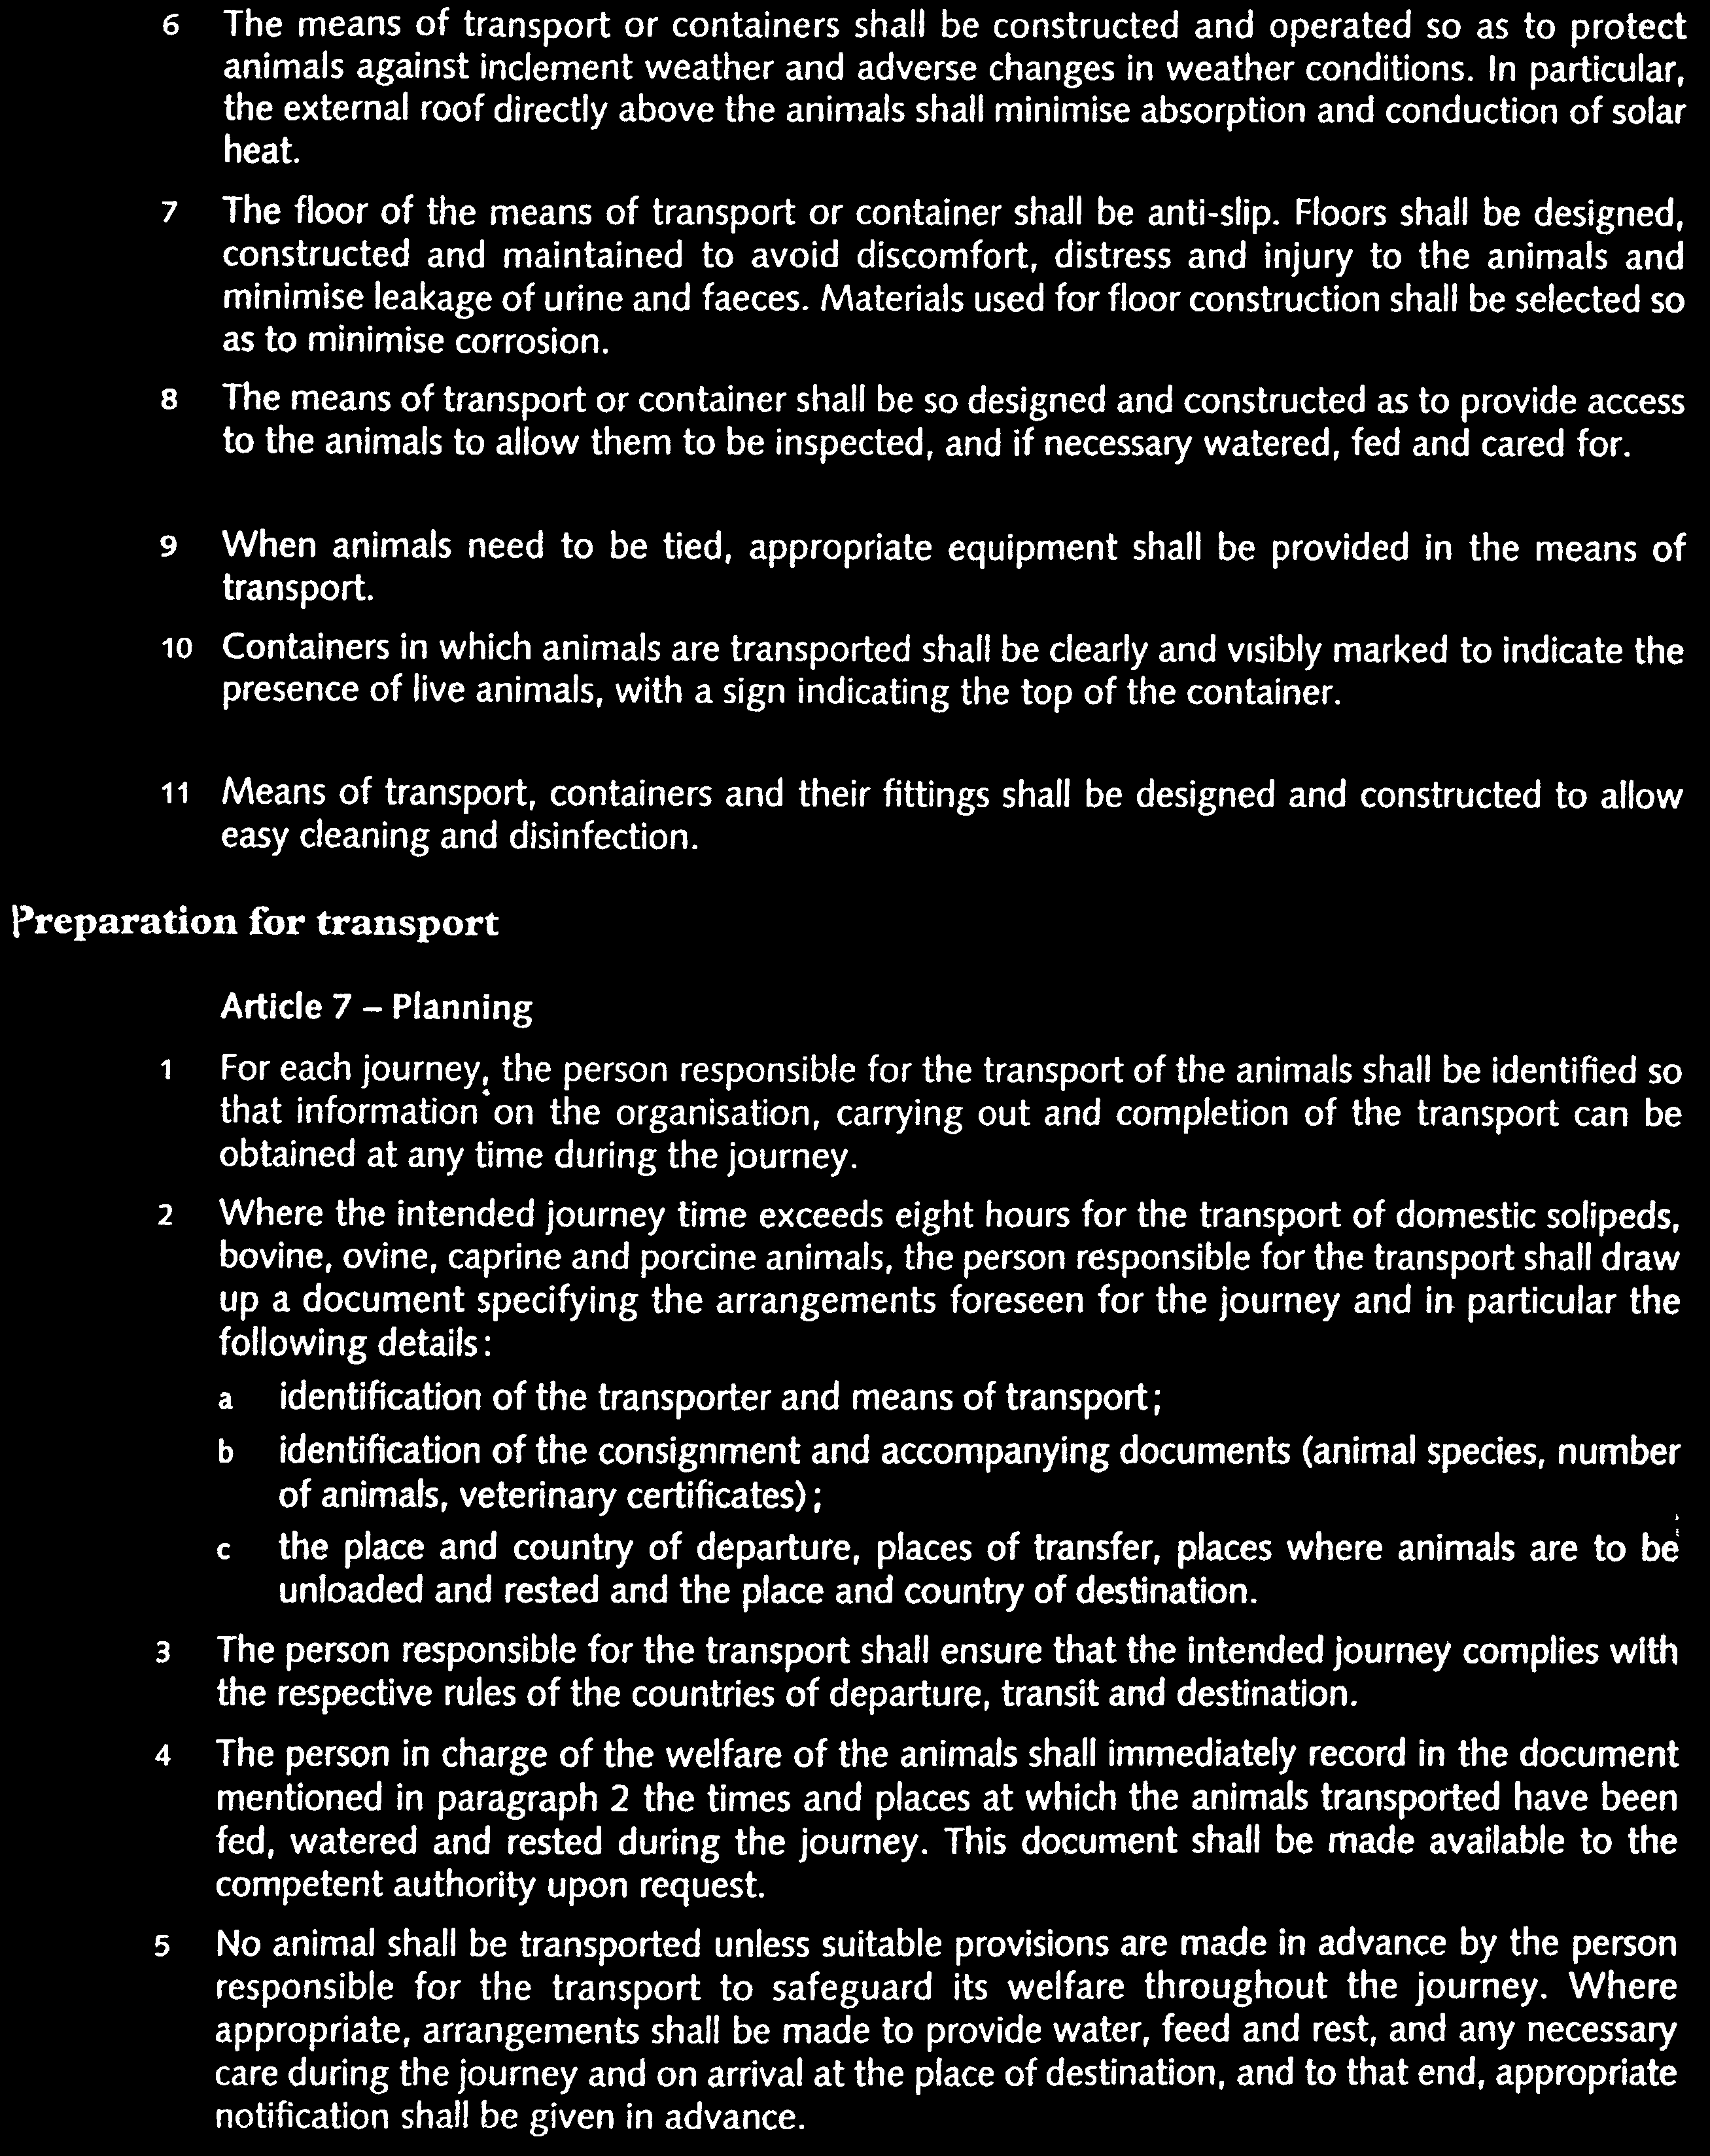 6 The means of transport or containers shall be constructed and operated so as to protect
animals against inclement weather and adverse changes in weather conditions. In particular,
the external roof directly above the animals shall minimise absorption and conduction of solar
heat.
7 The floor of the means of transport or container shall be anti-slip. Floors shall be designed,
constructed and maintained to avoid discomfort, distress and injury to the animals and
minimise leakage of urine and faeces. Materials used for floor construction shall be selected so
as to minimise corrosion.
8 The means of transport or container shall be so designed and constructed as to provide access
to the animals to allow them to be inspected, and if necessary watered, fed and cared for.
9 When animals need to be tied, appropriate equipment shall be provided in the means of
transport.
10 Containers in which animals are transported shall be clearly and visibly marked to indicate the
presence of live animals, with a sign indicating the top of the container.
11 Means of transport, containers and their fittings shall be designed and constructed to allow
easy cleaning and disinfection.
Preparation for transport
Article 7 – Planning
1 For each journey, the person responsible for the transport of the animals shall be identified so
that information on the organisation, carrying out and completion of the transport can be
obtained at any time during the journey.
2 Where the intended journey time exceeds eight hours for the transport of domestic solipeds,
bovine, ovine, caprine and porcine animals, the person responsible for the transport shall draw
up a document specifying the arrangements foreseen for the journey and in particular the
following details:
a identification of the transporter and means of transport;
b identification of the consignment and accompanying documents (animal species, number
of animals, veterinary certificates);
c the place and country of departure, places of transfer, places where animals are to be
unloaded and rested and the place and country of destination.
3 The person responsible for the transport shall ensure that the intended journey complies with
the respective rules of the countries of departure, transit and destination.
4 The person in charge of the welfare of the animals shall immediately record in the document
mentioned in paragraph 2 the times and places at which the animals transported have been
fed, watered and rested during the journey. This document shall be made available to the
competent authority upon request.
5 No animal shall be transported unless suitable provisions are made in advance by the person
responsible for the transport to safeguard its welfare throughout the journey. Where
appropriate, arrangements shall be made to provide water, feed and rest, and any necessary
care during the journey and on arrival at the place of destination, and to that end, appropriate
notification shall be given in advance.